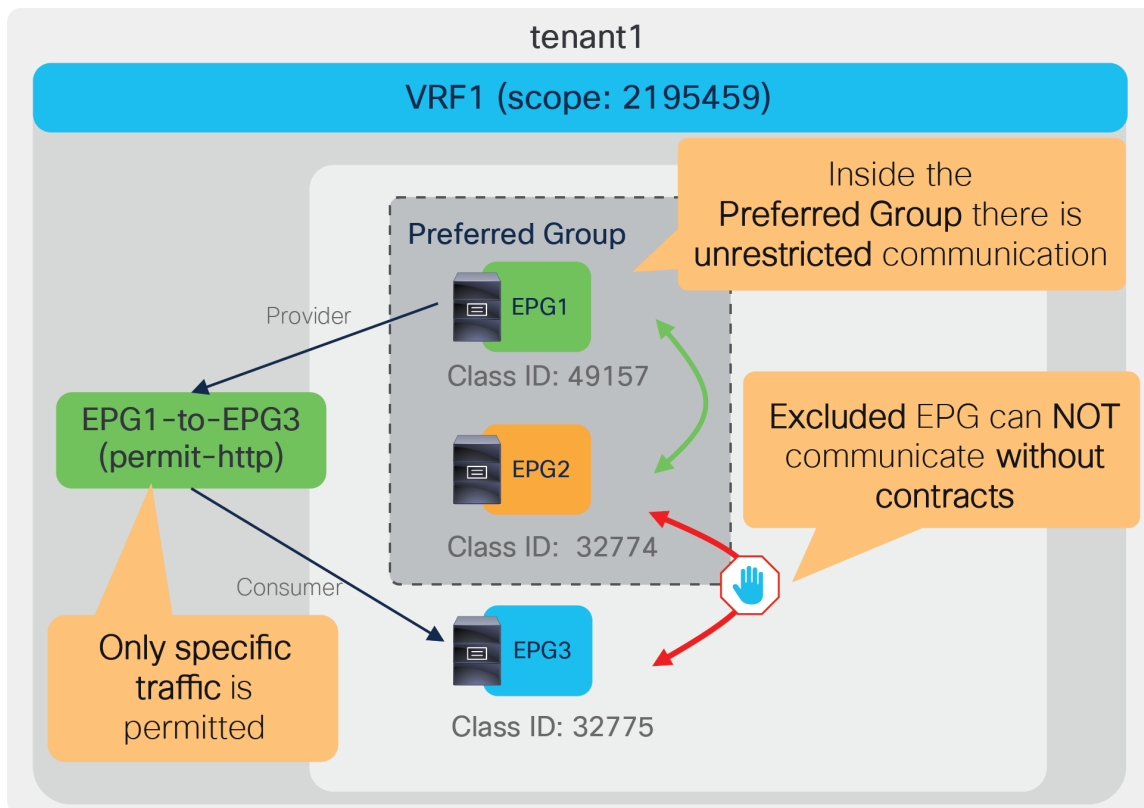 tenant1
VRF1 (scope: 2195459)
Inside the
Preferred Group there is
unrestricted communication
Preferred Group
EPG1
Class ID: 49157
Provider
EPG1-to-EPG3
(permit-http)
Excluded EPG can NOT
communicate without
contracts
EPG2
Class ID: 32774
Consumer
Only specific
traffic is
permitted
EPG3
Class ID: 32775